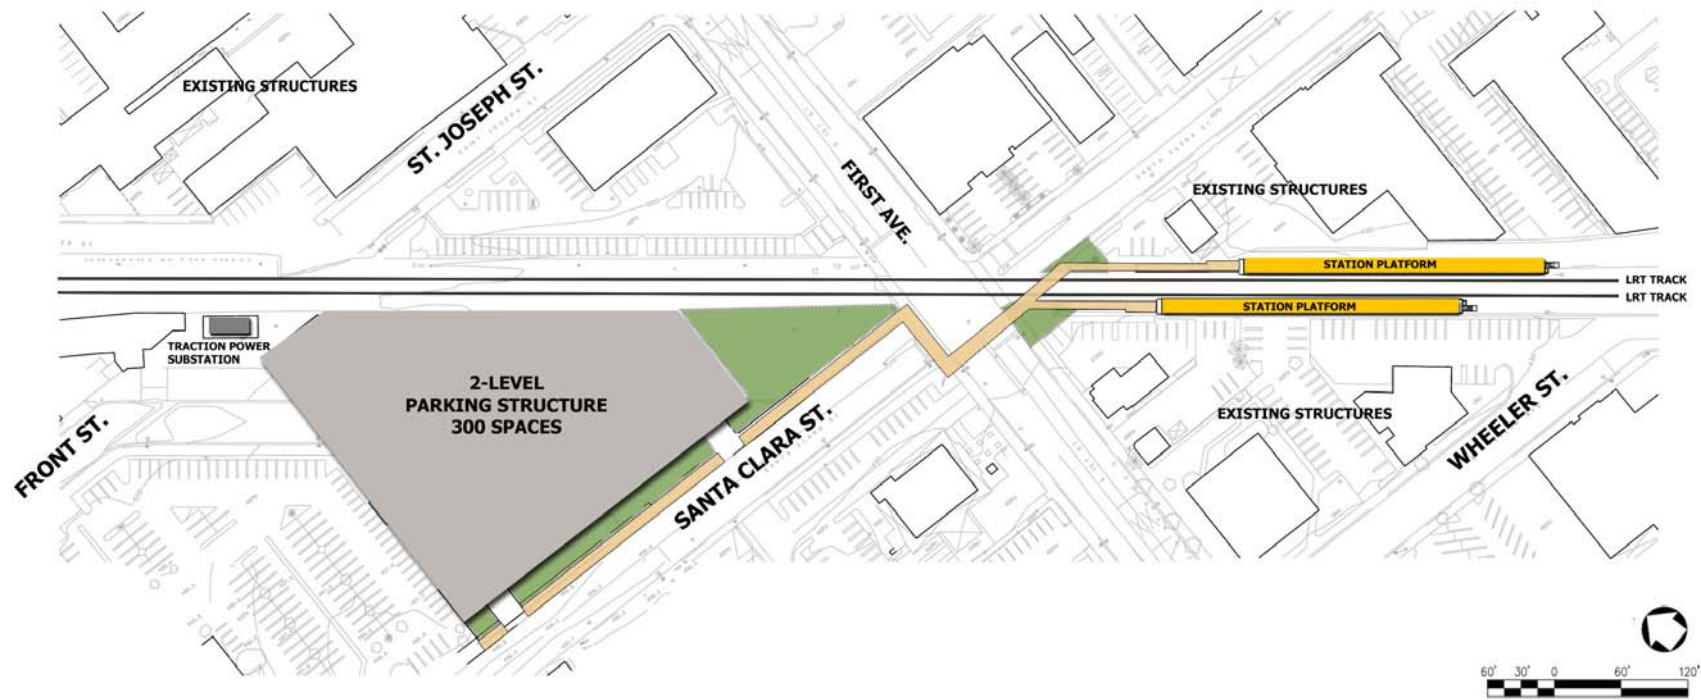 EXISTING STRUCTURES
ST. JOSEPH ST.
FIRST AVE.
EXISTING STRUCTURES
STATION PLATFORM
LRT TRACK
LRT TRACK
STATION PLATFORM
TRACTION POWER
SUBSTATION
2-LEVEL
PARKING STRUCTURE
300 SPACES
EXISTING STRUCTURES
FRONT ST.
SANTA CLARA ST.
WHEELER ST.
60' 30' 0 60' 120'